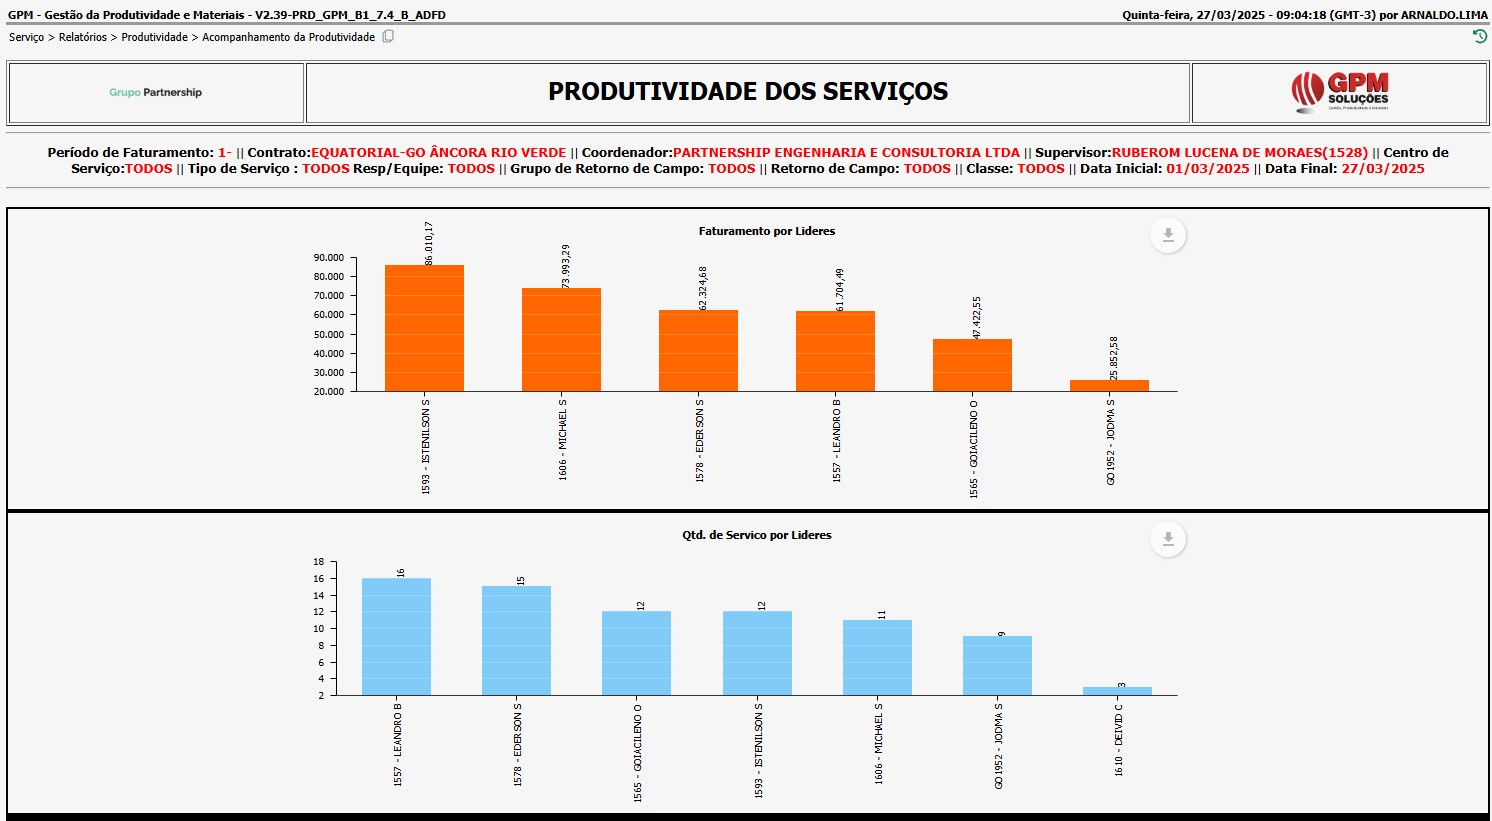 GPM - Gestão da Produtividade e Materiais - V2.39-PRD_GPM_B1_7.4_B_ADFD
Quinta-feira, 27/03/2025 - 09:04:18 (GMT-3) por ARNALDO.LIMA
Serviço > Relatórios > Produtividade > Acompanhamento da Produtividade
Grupo Partnership
PRODUTIVIDADE DOS SERVIÇOS
GPM
SOLUÇÕES
Período de Faturamento: 1- || Contrato:EQUATORIAL-GO ÂNCORA RIO VERDE || Coordenador:PARTNERSHIP ENGENHARIA E CONSULTORIA LTDA || Supervisor:RUBEROM LUCENA DE MORAES(1528) || Centro de
Serviço:TODOS || Tipo de Serviço : TODOS Resp/Equipe: TODOS || Grupo de Retorno de Campo: TODOS || Retorno de Campo: TODOS || Classe: TODOS || Data Inicial: 01/03/2025 || Data Final: 27/03/2025
Faturamento por Lideres
90.000
80.000
70.000
60.000
50.000
40.000
30.000
20.000
86.010,17
73.993,29
62.324,68
61.704,49
47.422,55
25.852,58
1593 - ISTENILSON S
1606 - MICHAEL S
1578 - EDERSON S
1557 - LEANDRO B
1565 - GOIACILENO O
GO1952 - JODMA S
Qtd. de Servico por Lideres
18
16
14
12
10
8
6
4
2
16
15
12
12
11
9
3
1557 - LEANDRO B
1578 - EDERSON S
1565 - GOIACILENO O
1593 - ISTENILSON S
1606 - MICHAEL S
GO1952 - JODMA S
1610 - DEIVID C